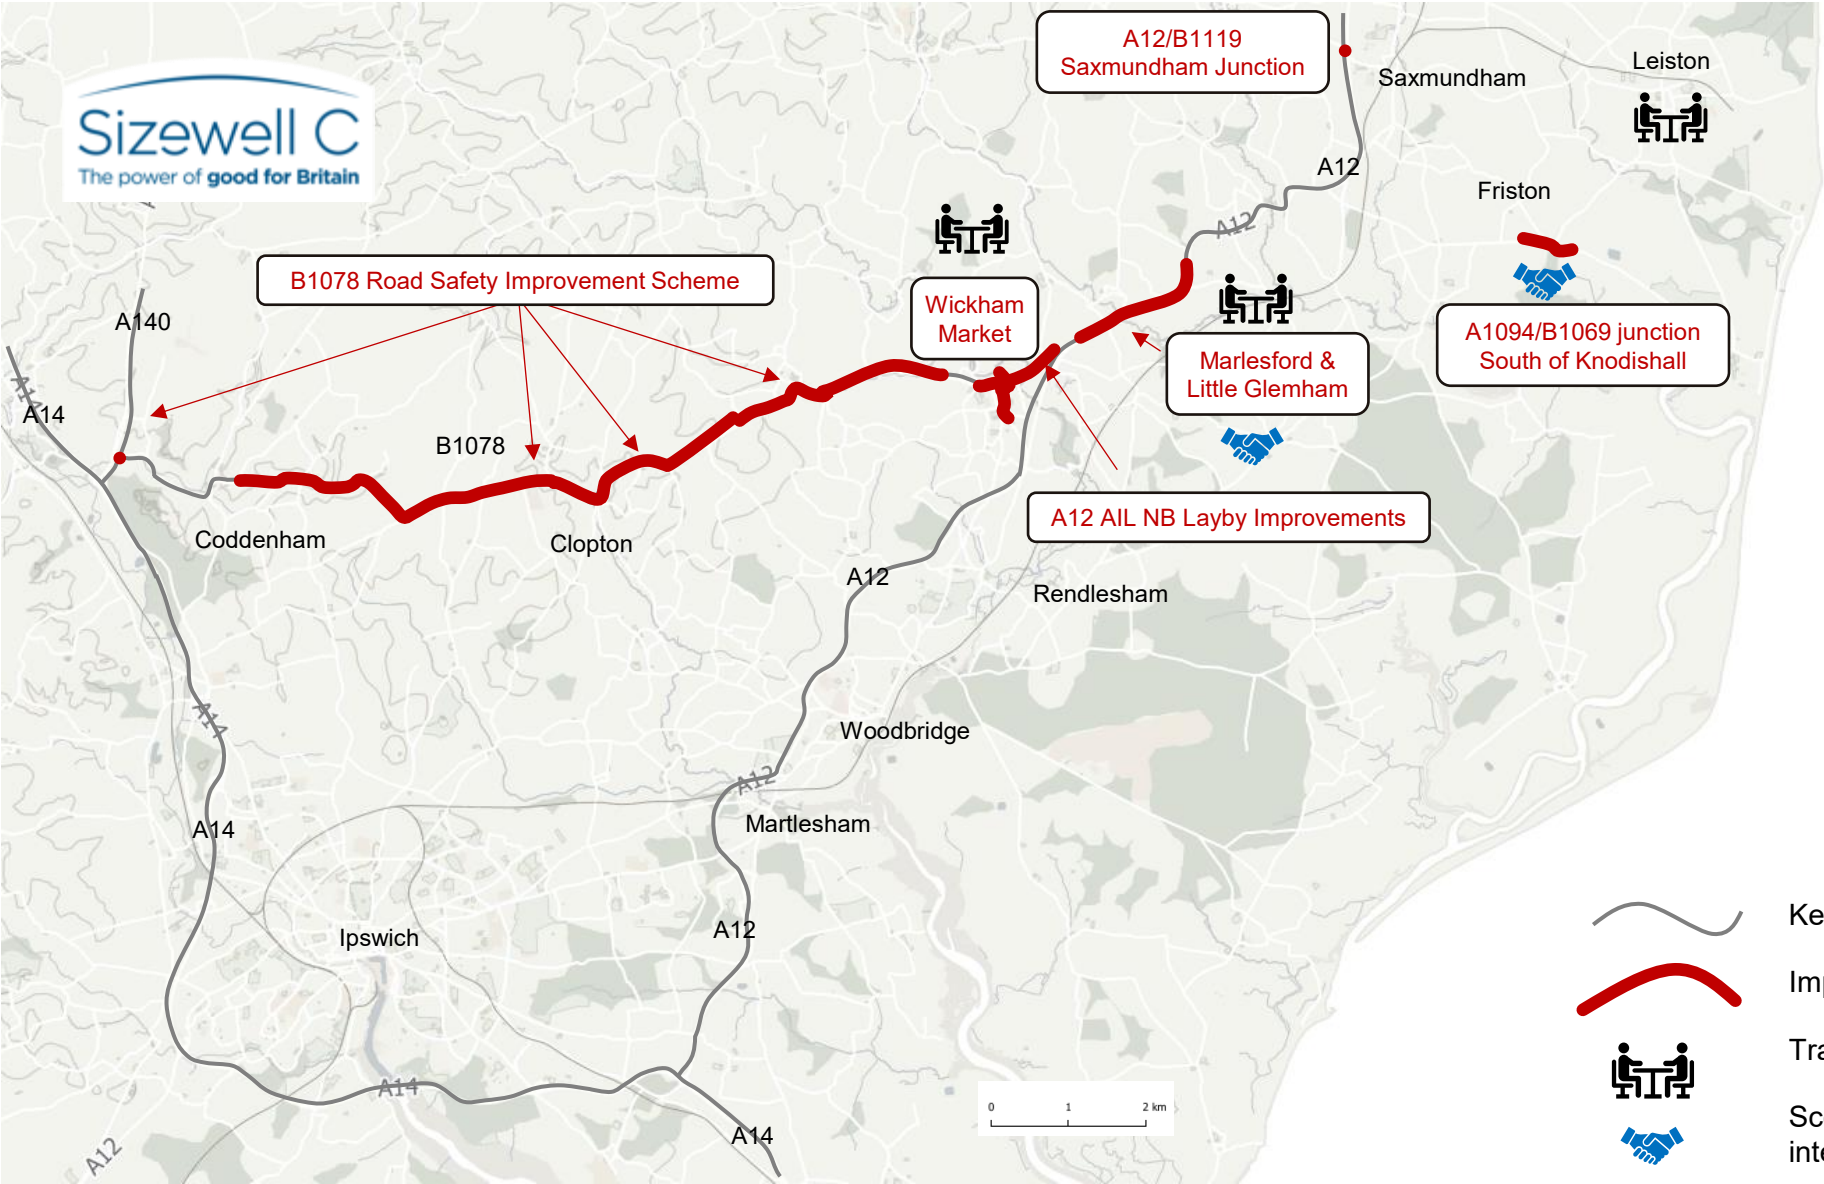 A12/B1119
Saxmundham Junction
Leiston
Saxmundham
Sizewell C
The power of good for Britain
A12
Friston
A12
B1078 Road Safety Improvement Scheme
Wickham
Market
A1094/B1069 junction
South of Knodishall
A140
Marlesford &
Little Glemham
A14
A14
B1078
A12 AIL NB Layby Improvements
Coddenham
Clopton
A12
Rendlesham
A14
Woodbridge
A12
Martlesham
A14
A12
Ipswich
A14
0 1 2 km
A14
A12